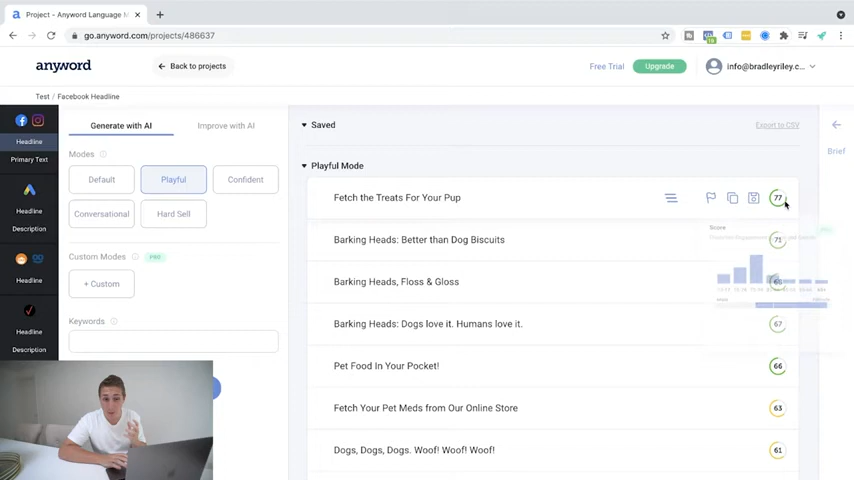 Project - Anyword Language M
go.anyword.com/projects/486637
anyword
Back to projects
Free Trial
Upgrade
info@bradleyriley.c...
Test / Facebook Headline
Generate with AI
Improve with AI
Saved
Export to CSV
Headline
Primary Text
Modes
Default
Playful
Confident
Conversational
Hard Sell
Brief
Playful Mode
Fetch the Treats For Your Pup
77
Barking Heads: Better than Dog Biscuits
71
Score
Headline
Description
Custom Modes
+ Custom
Barking Heads, Floss & Gloss
Headline
Keywords
Barking Heads: Dogs love it. Humans love it.
67
Headline
Description
Pet Food In Your Pocket!
66
Fetch Your Pet Meds from Our Online Store
63
Dogs, Dogs, Dogs. Woof! Woof! Woof!
61